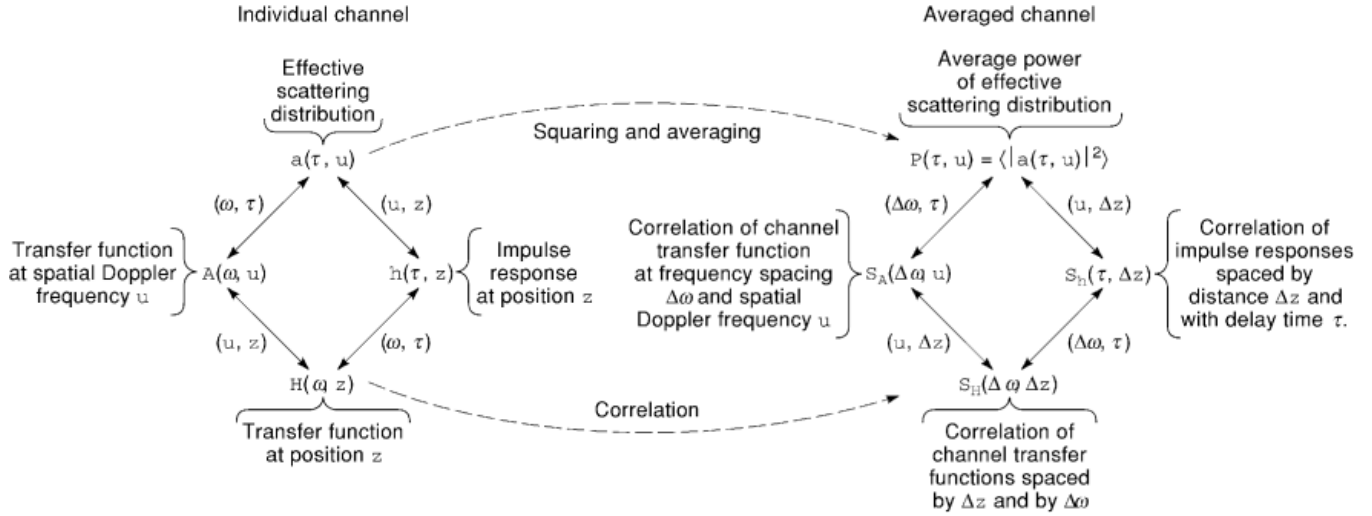 Individual channel
Averaged channel
Effective
scattering
distribution
Average power
of effective
scattering distribution
Squaring and averaging
a(τ, u)
P(τ, u) = ⟨|a(τ, u)|²⟩
(ω, τ)
(u, z)
(Δω, τ)
(u, Δz)
Transfer function
at spatial Doppler
frequency u
A(ω, u)
h(τ, z)
Impulse
response
at position z
Correlation of channel
transfer function
at frequency spacing
Δω and spatial
Doppler frequency u
S_A(Δω, u)
S_h(τ, Δz)
Correlation of
impulse responses
spaced by
distance Δz and
with delay time τ.
(u, z)
(ω, τ)
(u, Δz)
(Δω, τ)
H(ω, z)
S_H(Δω, Δz)
Correlation
Transfer function
at position z
Correlation of
channel transfer
functions spaced
by Δz and by Δω